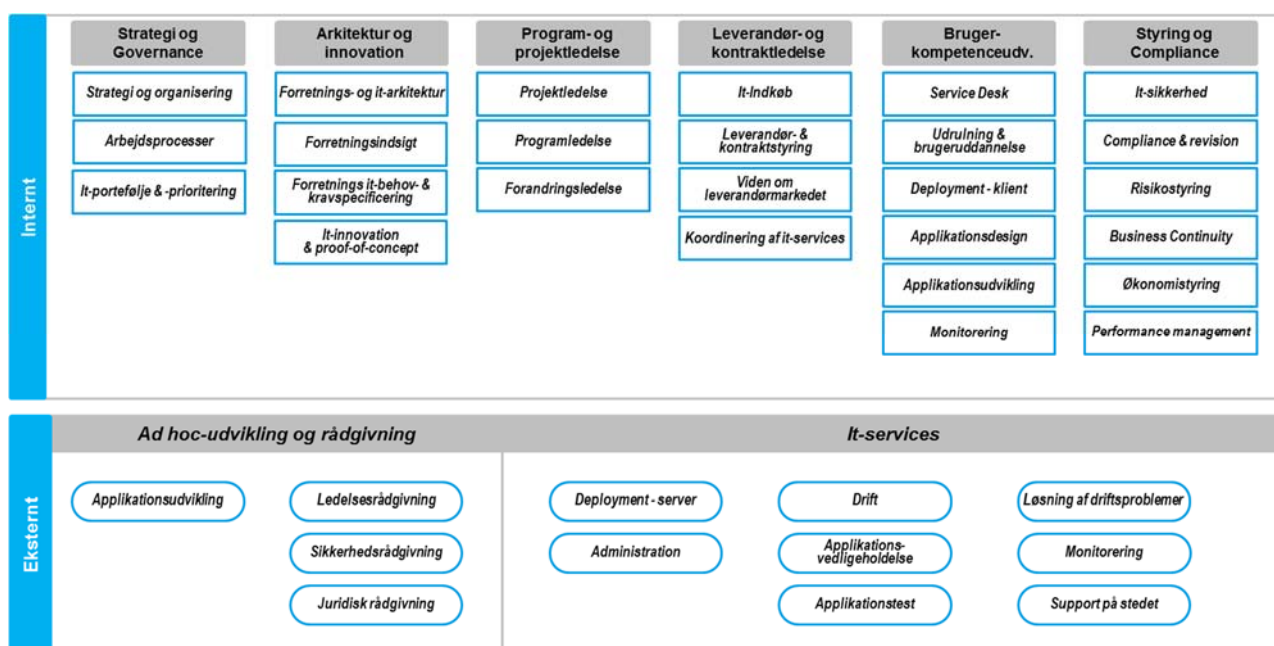 Internt
Strategi og
Governance
Strategi og organisering
Arbejdsprocesser
It-portefølje & -prioritering
Arkitektur og
innovation
Forretnings- og it-arkitektur
Forretningsindsigt
Forretnings it-behov- &
kravspecificering
It-innovation
& proof-of-concept
Program- og
projektledelse
Projektledelse
Programledelse
Forandringsledelse
Leverandør- og
kontraktledelse
It-Indkøb
Leverandør- &
kontraktstyring
Viden om
leverandørmarkedet
Koordinering af it-services
Bruger-
kompetenceudv.
Service Desk
Udrulning &
brugeruddannelse
Deployment - klient
Applikationsdesign
Applikationsudvikling
Monitorering
Styring og
Compliance
It-sikkerhed
Compliance & revision
Risikostyring
Business Continuity
Økonomistyring
Performance management
Eksternt
Ad hoc-udvikling og rådgivning
Applikationsudvikling
Ledelsesrådgivning
Sikkerhedsrådgivning
Juridisk rådgivning
It-services
Deployment - server
Administration
Drift
Applikations-
vedligeholdelse
Applikationstest
Løsning af driftsproblemer
Monitorering
Support på stedet